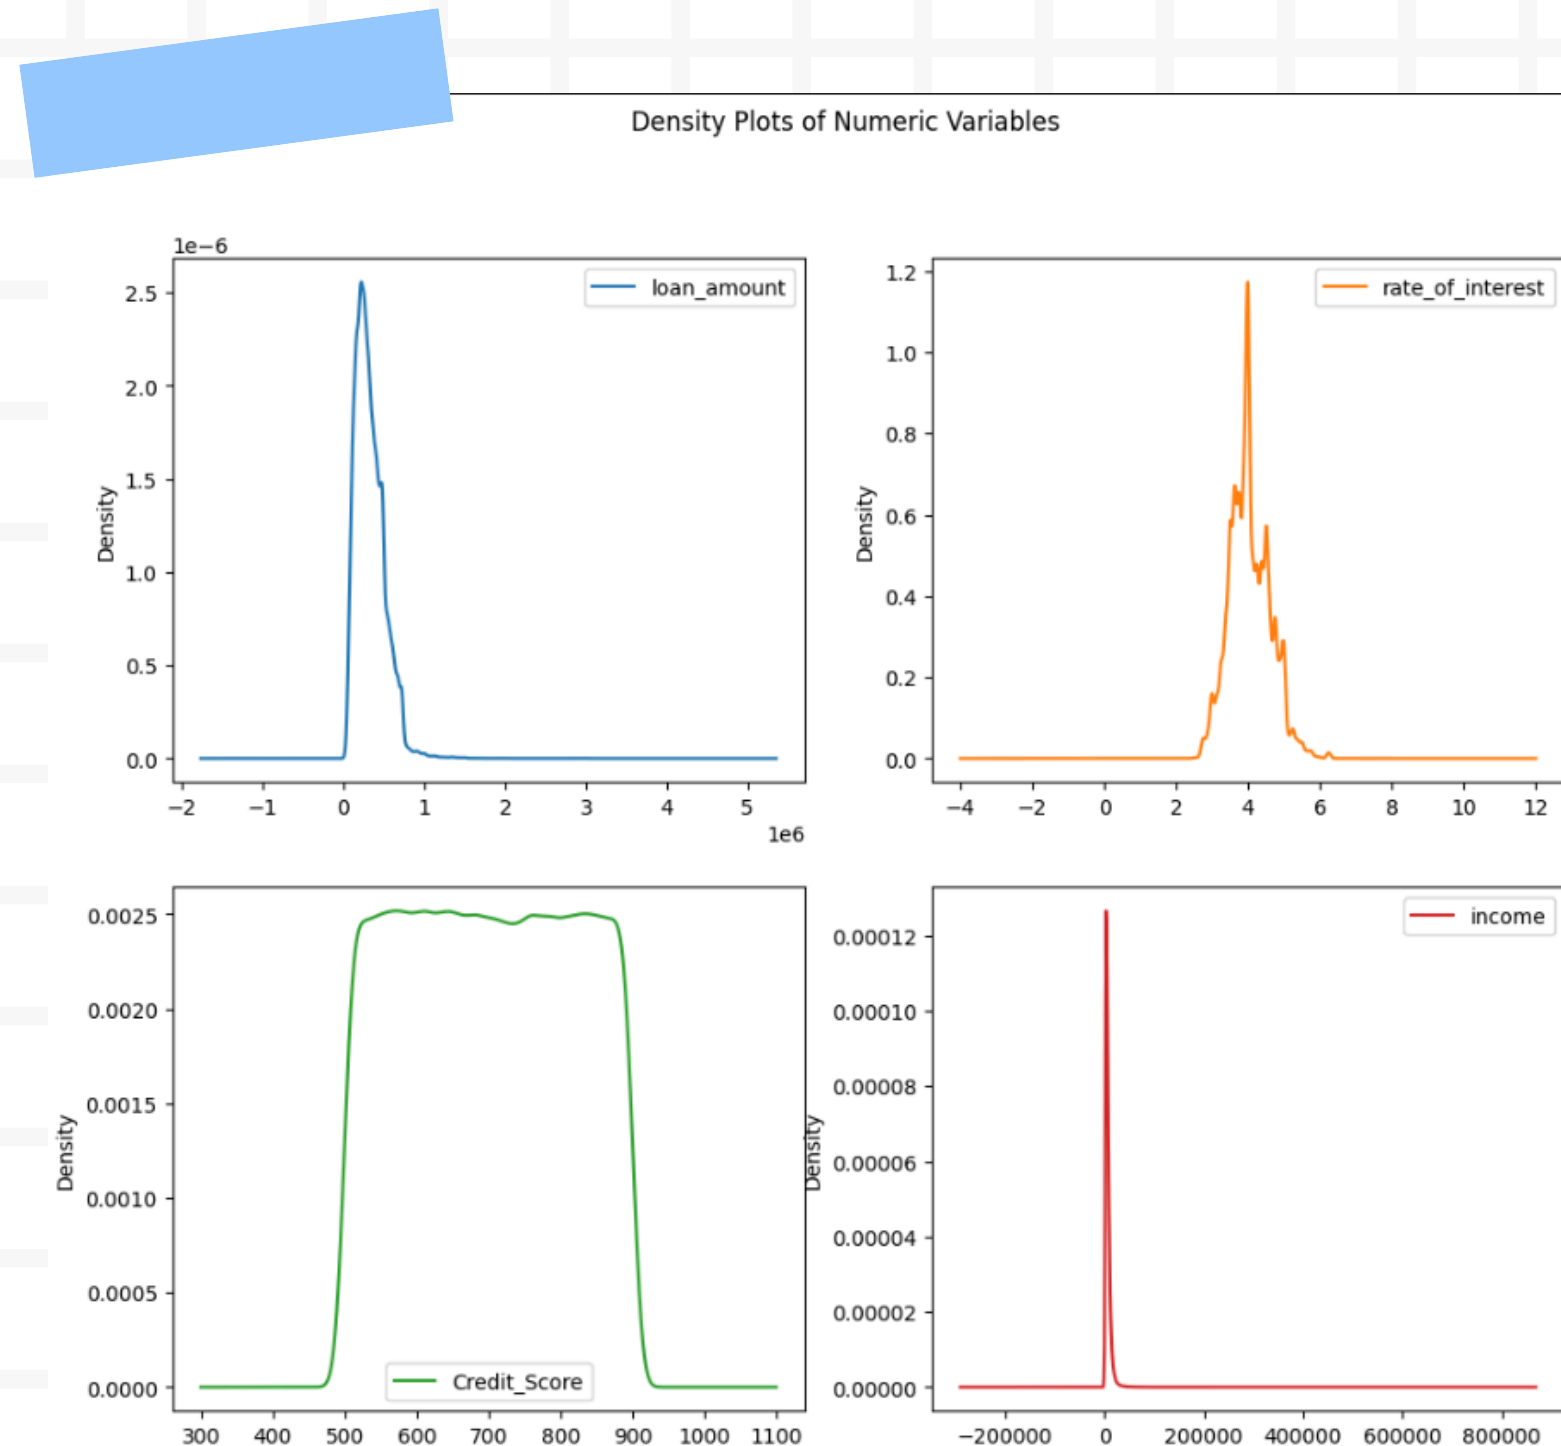 Density Plots of Numeric Variables
1e−6
loan_amount
2.5
2.0
1.5
1.0
0.5
0.0
Density
−2 −1 0 1 2 3 4 5
1e6
rate_of_interest
1.2
1.0
0.8
0.6
0.4
0.2
0.0
Density
−4 −2 0 2 4 6 8 10 12
0.0025
0.0020
0.0015
0.0010
0.0005
0.0000
Density
Credit_Score
300 400 500 600 700 800 900 1000 1100
income
0.00012
0.00010
0.00008
0.00006
0.00004
0.00002
0.00000
Density
−200000 0 200000 400000 600000 800000